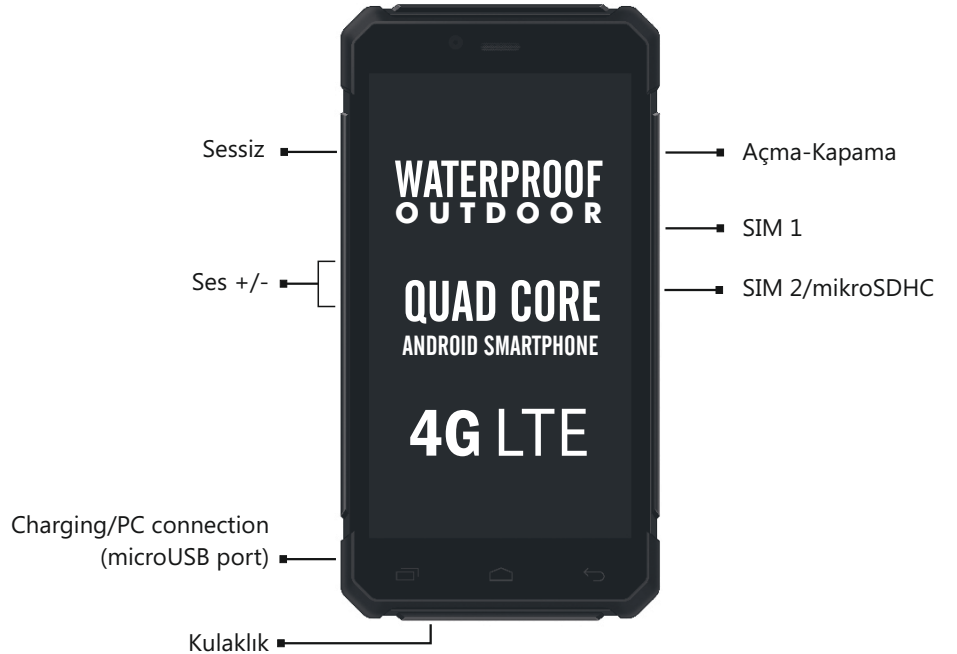 Sessiz
Açma-Kapama
WATERPROOF
OUTDOOR
SIM 1
Ses +/-
SIM 2/mikroSDHC
QUAD CORE
ANDROID SMARTPHONE
4G LTE
Charging/PC connection
(microUSB port)
Kulaklık